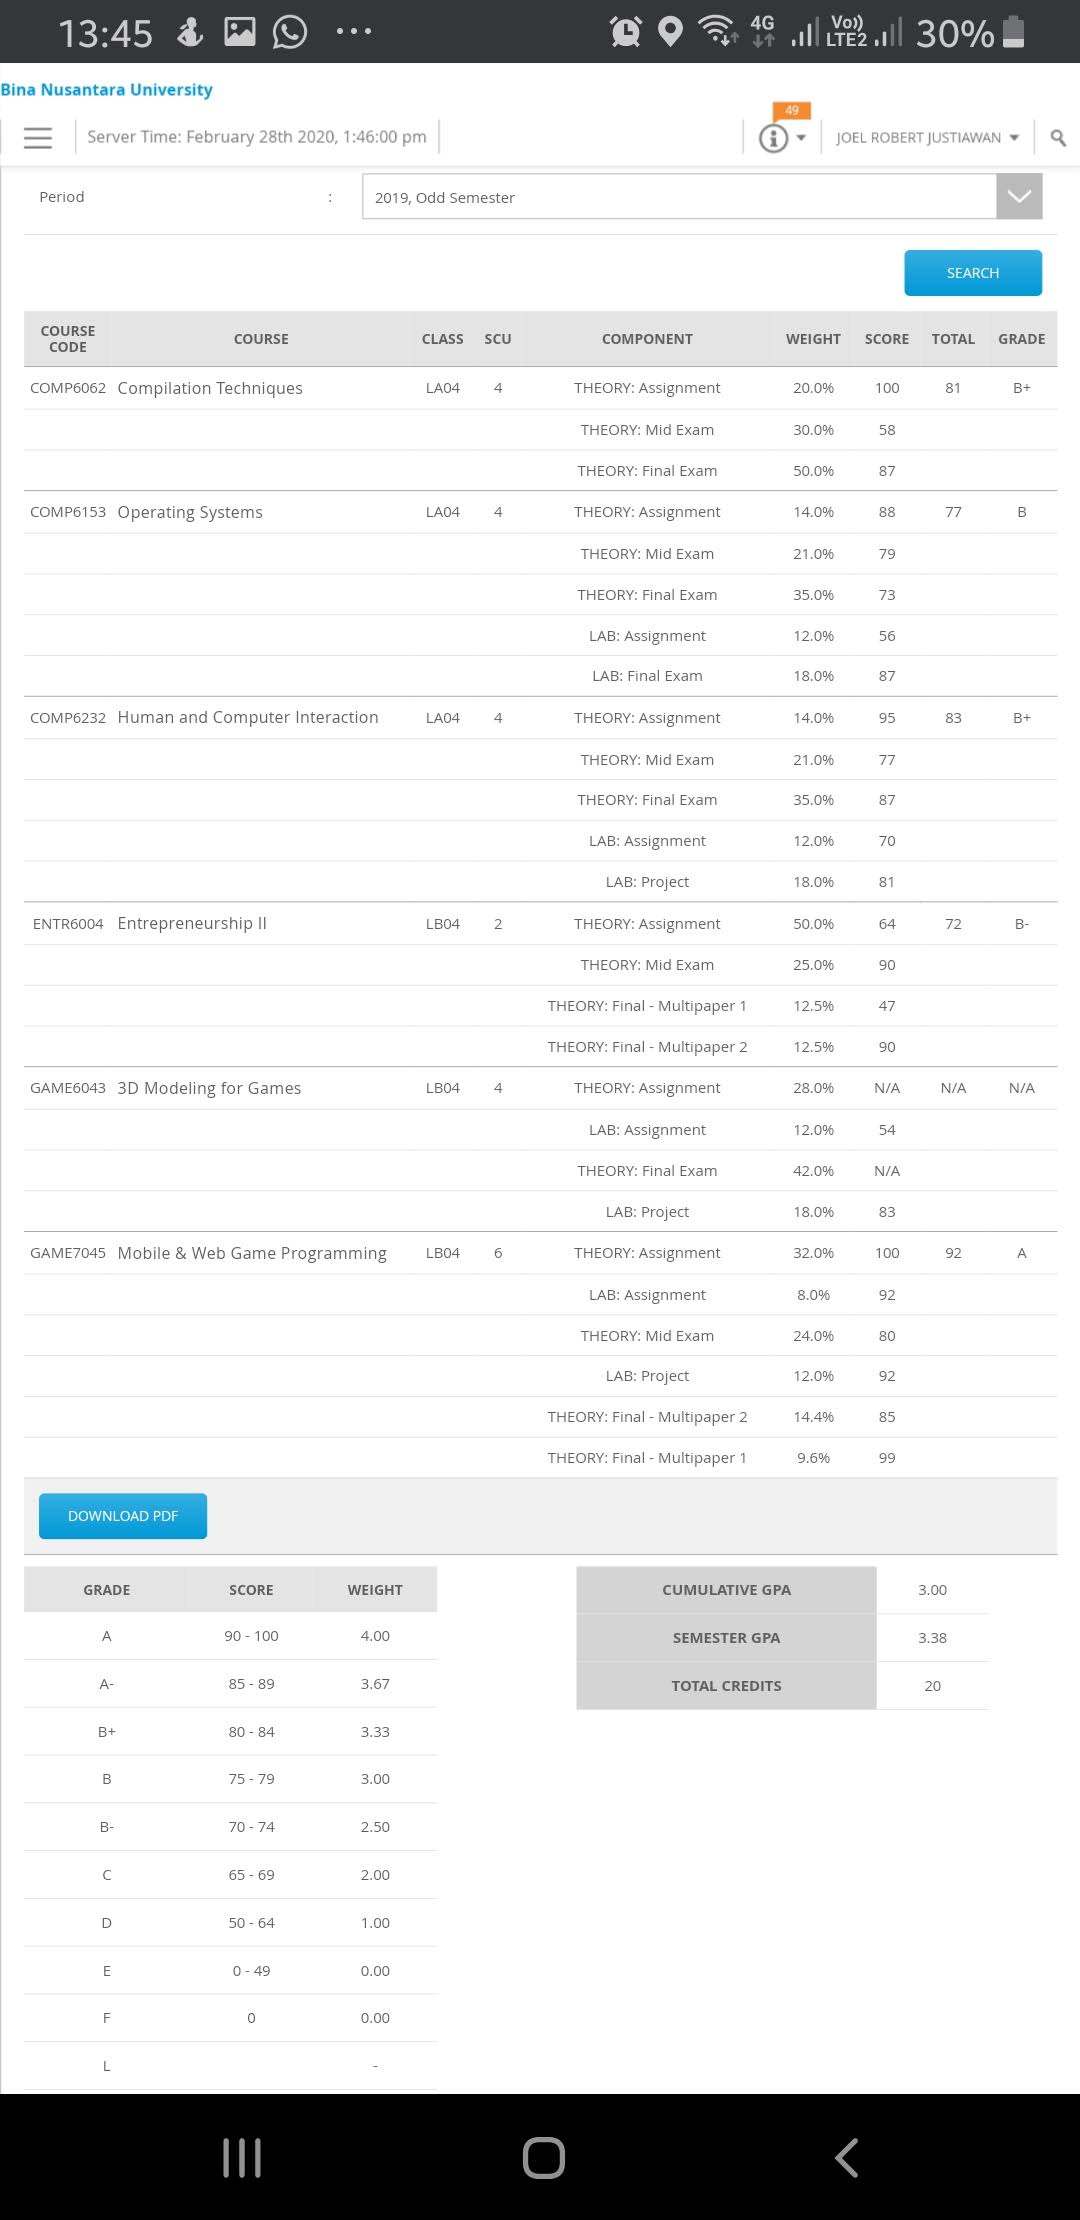 13:45 4G Vo)) LTE2 30%
Bina Nusantara University
49
Server Time: February 28th 2020, 1:46:00 pm JOEL ROBERT JUSTIAWAN
Period : 2019, Odd Semester
SEARCH
COURSE CODE COURSE CLASS SCU COMPONENT WEIGHT SCORE TOTAL GRADE
COMP6062 Compilation Techniques LA04 4 THEORY: Assignment 20.0% 100 81 B+
THEORY: Mid Exam 30.0% 58
THEORY: Final Exam 50.0% 87
COMP6153 Operating Systems LA04 4 THEORY: Assignment 14.0% 88 77 B
THEORY: Mid Exam 21.0% 79
THEORY: Final Exam 35.0% 73
LAB: Assignment 12.0% 56
LAB: Final Exam 18.0% 87
COMP6232 Human and Computer Interaction LA04 4 THEORY: Assignment 14.0% 95 83 B+
THEORY: Mid Exam 21.0% 77
THEORY: Final Exam 35.0% 87
LAB: Assignment 12.0% 70
LAB: Project 18.0% 81
ENTR6004 Entrepreneurship II LB04 2 THEORY: Assignment 50.0% 64 72 B-
THEORY: Mid Exam 25.0% 90
THEORY: Final - Multipaper 1 12.5% 47
THEORY: Final - Multipaper 2 12.5% 90
GAME6043 3D Modeling for Games LB04 4 THEORY: Assignment 28.0% N/A N/A N/A
LAB: Assignment 12.0% 54
THEORY: Final Exam 42.0% N/A
LAB: Project 18.0% 83
GAME7045 Mobile & Web Game Programming LB04 6 THEORY: Assignment 32.0% 100 92 A
LAB: Assignment 8.0% 92
THEORY: Mid Exam 24.0% 80
LAB: Project 12.0% 92
THEORY: Final - Multipaper 2 14.4% 85
THEORY: Final - Multipaper 1 9.6% 99
DOWNLOAD PDF
GRADE SCORE WEIGHT
A 90 - 100 4.00
A- 85 - 89 3.67
B+ 80 - 84 3.33
B 75 - 79 3.00
B- 70 - 74 2.50
C 65 - 69 2.00
D 50 - 64 1.00
E 0 - 49 0.00
F 0 0.00
L -
CUMULATIVE GPA 3.00
SEMESTER GPA 3.38
TOTAL CREDITS 20